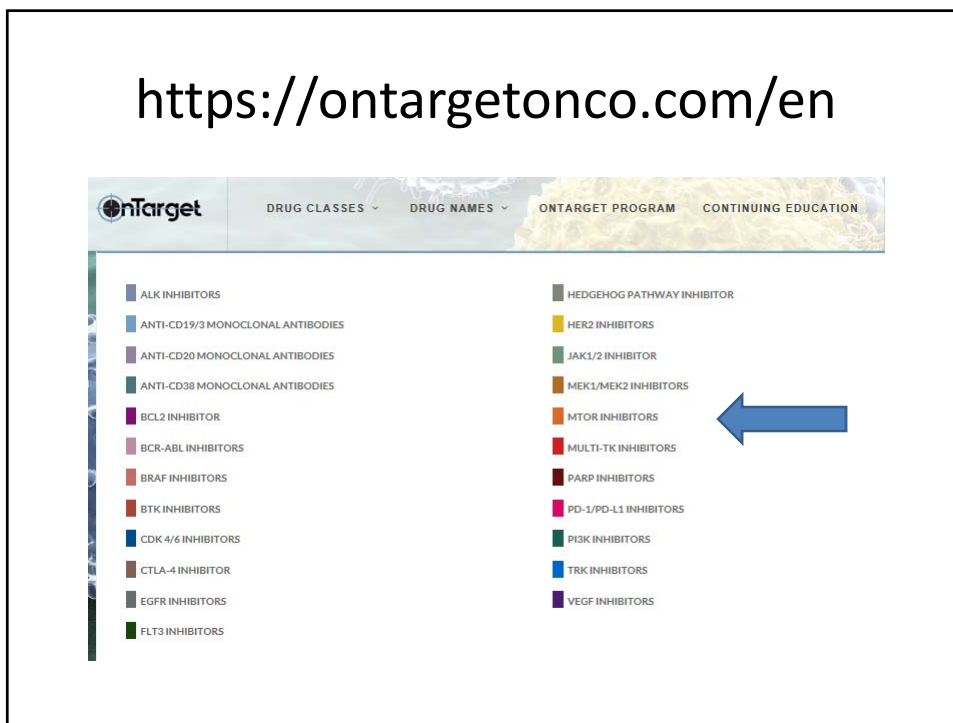 https://ontargetonco.com/en
OnTarget
DRUG CLASSES
DRUG NAMES
ONTARGET PROGRAM
CONTINUING EDUCATION
ALK INHIBITORS
ANTI-CD19/3 MONOCLONAL ANTIBODIES
ANTI-CD20 MONOCLONAL ANTIBODIES
ANTI-CD38 MONOCLONAL ANTIBODIES
BCL2 INHIBITOR
BCR-ABL INHIBITORS
BRAF INHIBITORS
BTK INHIBITORS
CDK 4/6 INHIBITORS
CTLA-4 INHIBITOR
EGFR INHIBITORS
FLT3 INHIBITORS
HEDGEHOG PATHWAY INHIBITOR
HER2 INHIBITORS
JAK1/2 INHIBITOR
MEK1/MEK2 INHIBITORS
MTOR INHIBITORS
MULTI-TK INHIBITORS
PARP INHIBITORS
PD-1/PD-L1 INHIBITORS
PI3K INHIBITORS
TRK INHIBITORS
VEGF INHIBITORS